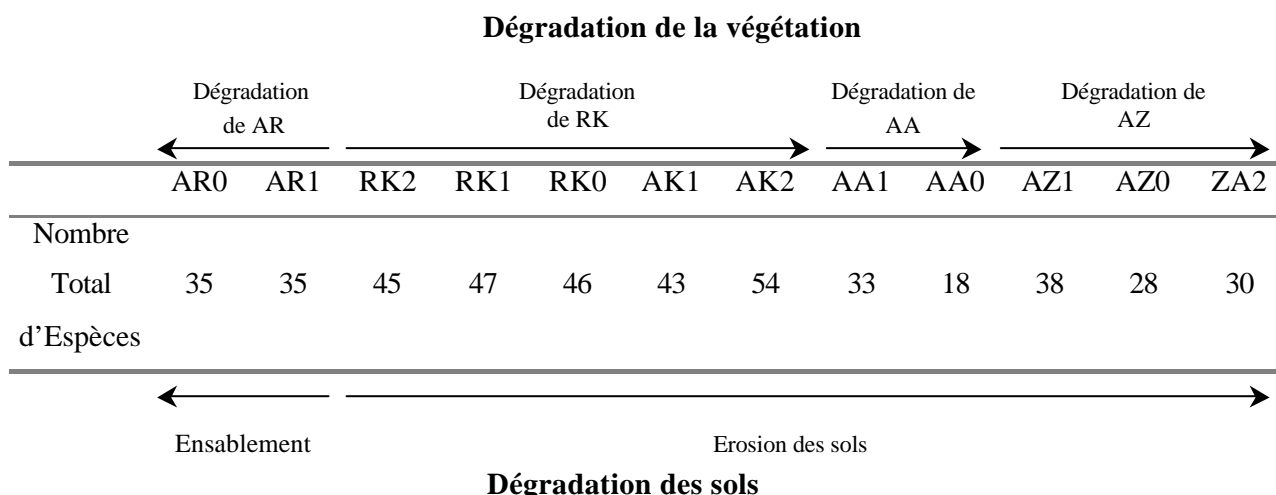 Dégradation de la végétation
Dégradation de AR
Dégradation de RK
Dégradation de AA
Dégradation de AZ
AR0 AR1 RK2 RK1 RK0 AK1 AK2 AA1 AA0 AZ1 AZ0 ZA2
Nombre
Total 35 35 45 47 46 43 54 33 18 38 28 30
d'Espèces
Ensablement Erosion des sols
Dégradation des sols